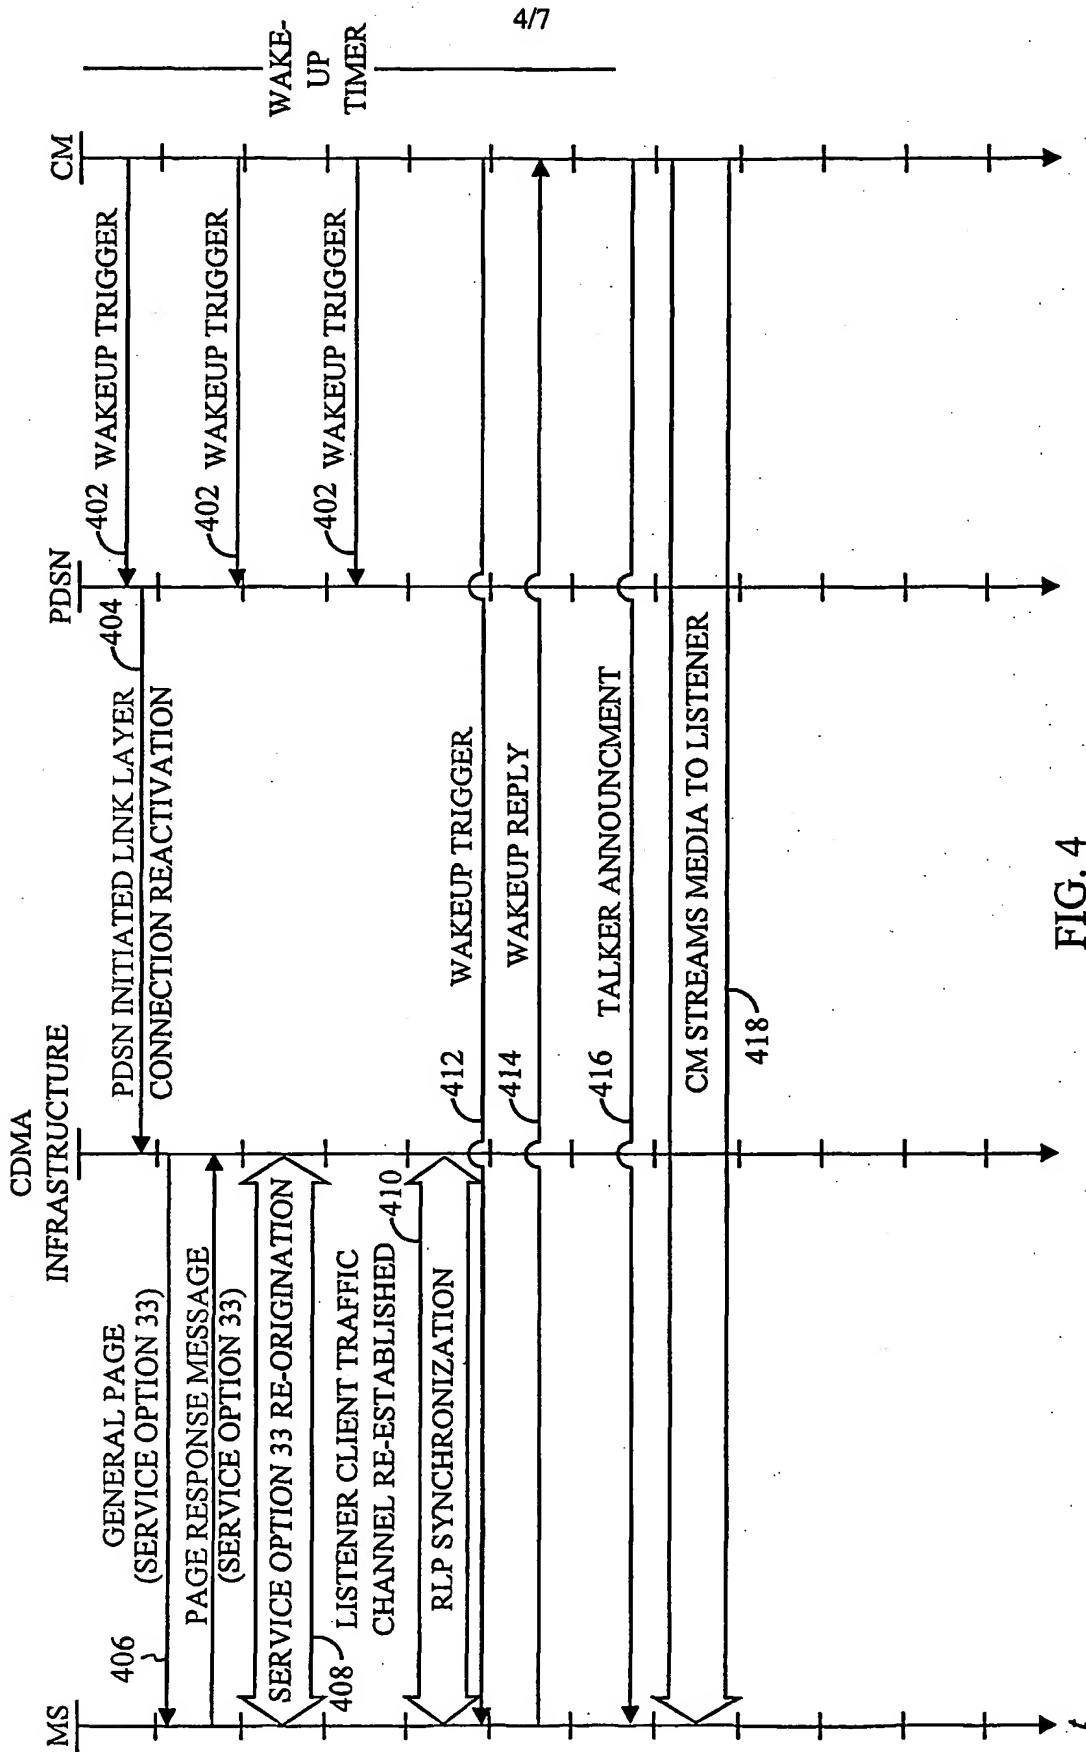 4/7
MS
CDMA
INFRASTRUCTURE
PDSN
CM
WAKE-
UP
TIMER
402 WAKEUP TRIGGER
404
PDSN INITIATED LINK LAYER
CONNECTION REACTIVATION
GENERAL PAGE
(SERVICE OPTION 33)
406
PAGE RESPONSE MESSAGE
(SERVICE OPTION 33)
402 WAKEUP TRIGGER
SERVICE OPTION 33 RE-ORIGINATION
408
402 WAKEUP TRIGGER
LISTENER CLIENT TRAFFIC
CHANNEL RE-ESTABLISHED
410
RLP SYNCHRONIZATION
412
WAKEUP TRIGGER
414
WAKEUP REPLY
416
TALKER ANNOUNCMENT
CM STREAMS MEDIA TO LISTENER
418
t
FIG. 4